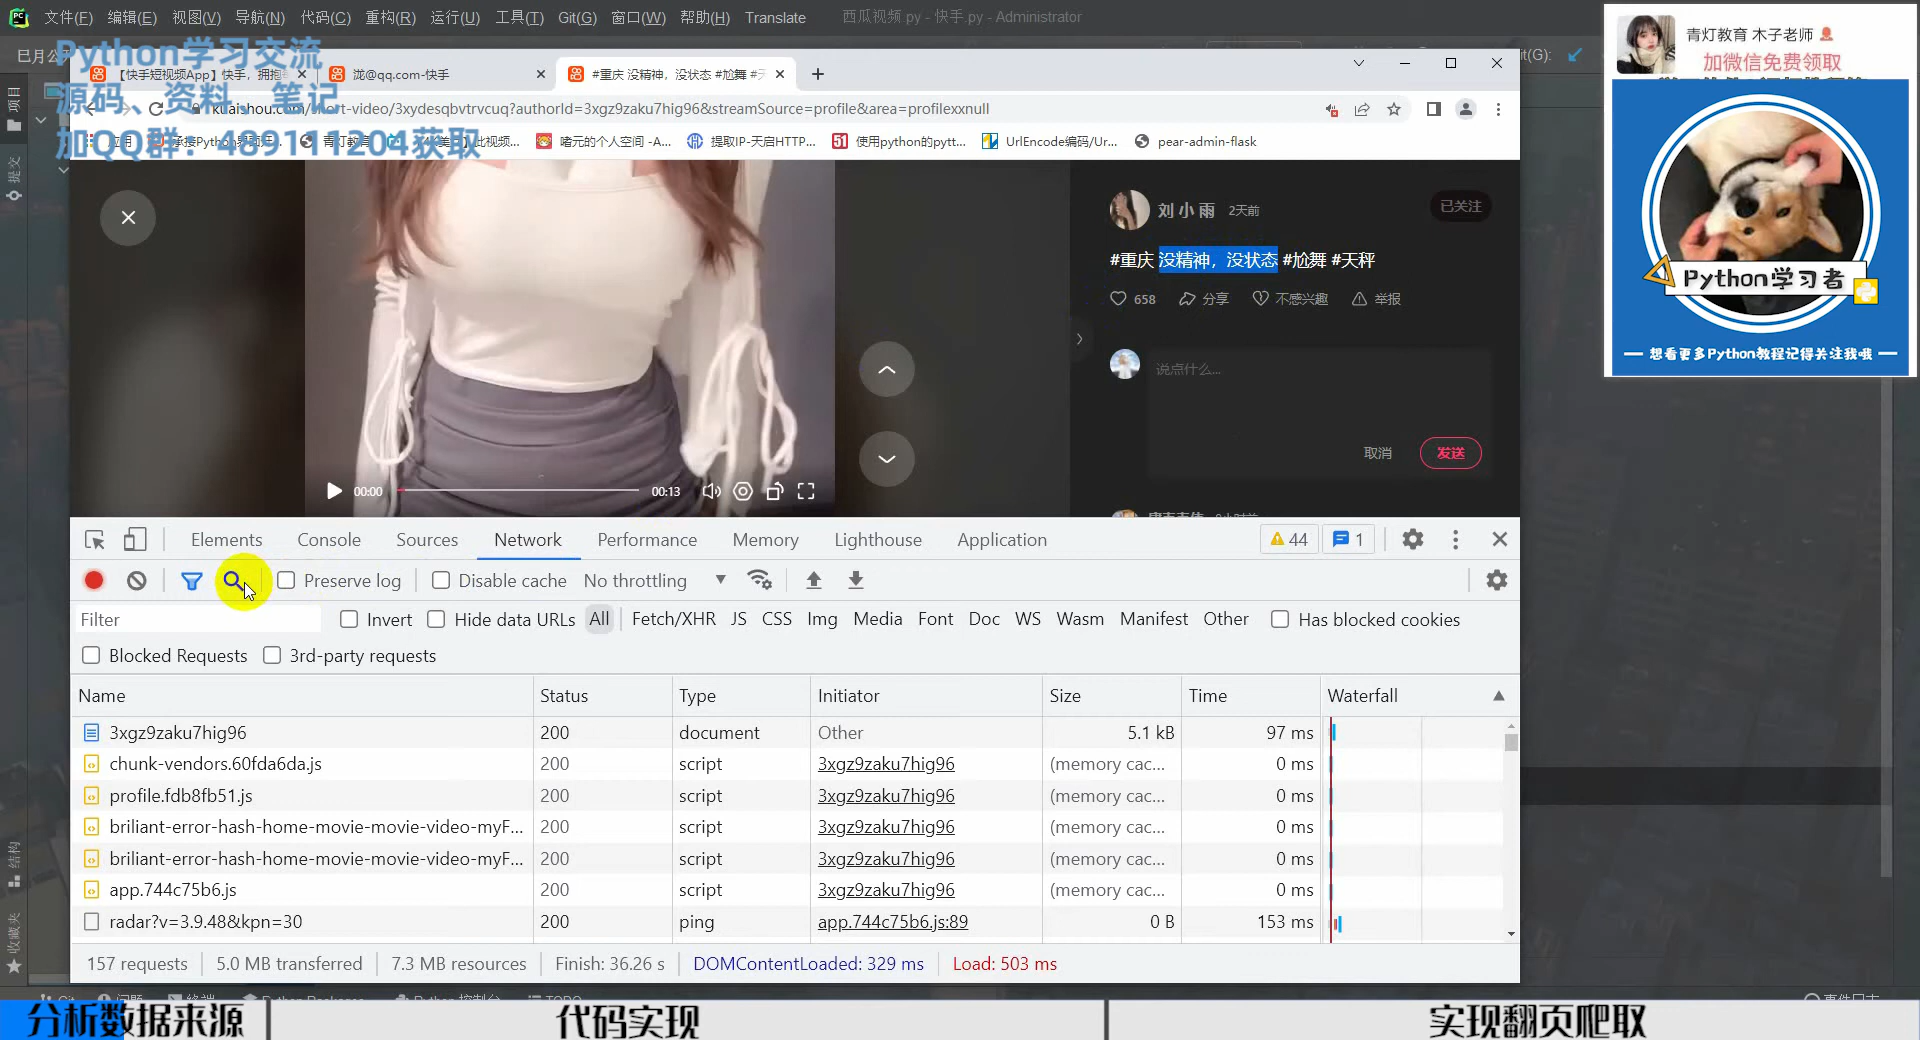 文件(F) 编辑(E) 视图(V) 导航(N) 代码(C) 重构(R) 运行(U) 工具(T) Git(G) 窗口(W) 帮助(H) Translate 西瓜视频.py - 快手.py - Administrator
Python学习交流
源码、资料、笔记
加QQ群：489111204获取
【快手短视频App】快手，拥抱
泷@qq.com-快手
#重庆 没精神，没状态 #尬舞 #天
kuaishou.com/short-video/3xydesqbvtrvcuq?authorId=3xgz9zaku7hig96&streamSource=profile&area=profilexxnull
啫元的个人空间 -A... 提取IP-天启HTTP... 使用python的pytt... UrlEncode编码/Ur... pear-admin-flask
青灯教育 木子老师
加微信免费领取
Python学习者
想看更多Python教程记得关注我哦
项目
提交
结构
收藏夹
刘 小 雨 2天前 已关注
#重庆 没精神，没状态 #尬舞 #天秤
658 分享 不感兴趣 举报
说点什么...
取消 发送
00:00 00:13
Elements Console Sources Network Performance Memory Lighthouse Application 44 1
Preserve log Disable cache No throttling
Filter Invert Hide data URLs All Fetch/XHR JS CSS Img Media Font Doc WS Wasm Manifest Other Has blocked cookies
Blocked Requests 3rd-party requests
Name Status Type Initiator Size Time Waterfall
3xgz9zaku7hig96 200 document Other 5.1 kB 97 ms
chunk-vendors.60fda6da.js 200 script 3xgz9zaku7hig96 (memory cac... 0 ms
profile.fdb8fb51.js 200 script 3xgz9zaku7hig96 (memory cac... 0 ms
briliant-error-hash-home-movie-movie-video-myF... 200 script 3xgz9zaku7hig96 (memory cac... 0 ms
briliant-error-hash-home-movie-movie-video-myF... 200 script 3xgz9zaku7hig96 (memory cac... 0 ms
app.744c75b6.js 200 script 3xgz9zaku7hig96 (memory cac... 0 ms
radar?v=3.9.48&kpn=30 200 ping app.744c75b6.js:89 0 B 153 ms
157 requests 5.0 MB transferred 7.3 MB resources Finish: 36.26 s DOMContentLoaded: 329 ms Load: 503 ms
分析数据来源 代码实现 实现翻页爬取